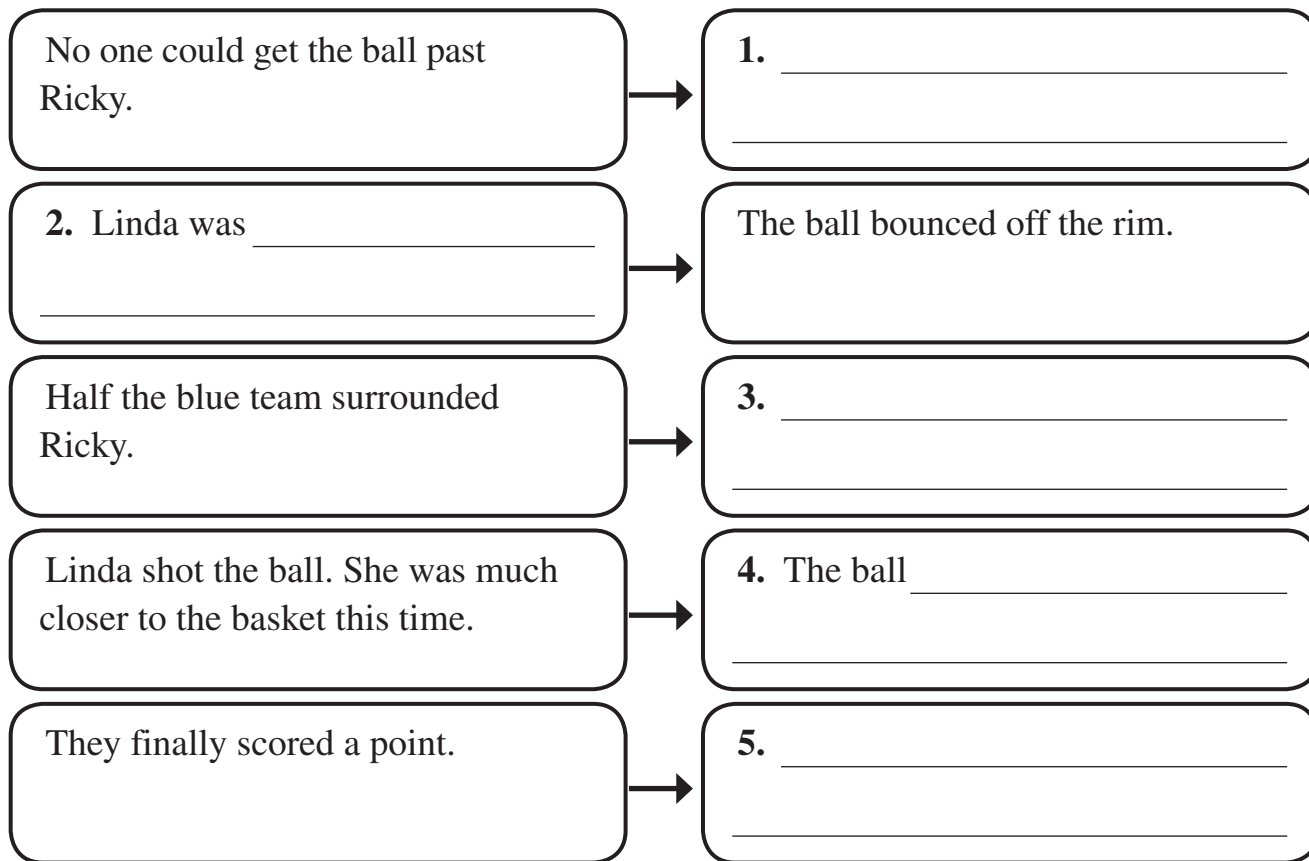 No one could get the ball past
Ricky.
1.
2. Linda was
The ball bounced off the rim.
Half the blue team surrounded
Ricky.
3.
Linda shot the ball. She was much
closer to the basket this time.
4. The ball
They finally scored a point.
5.